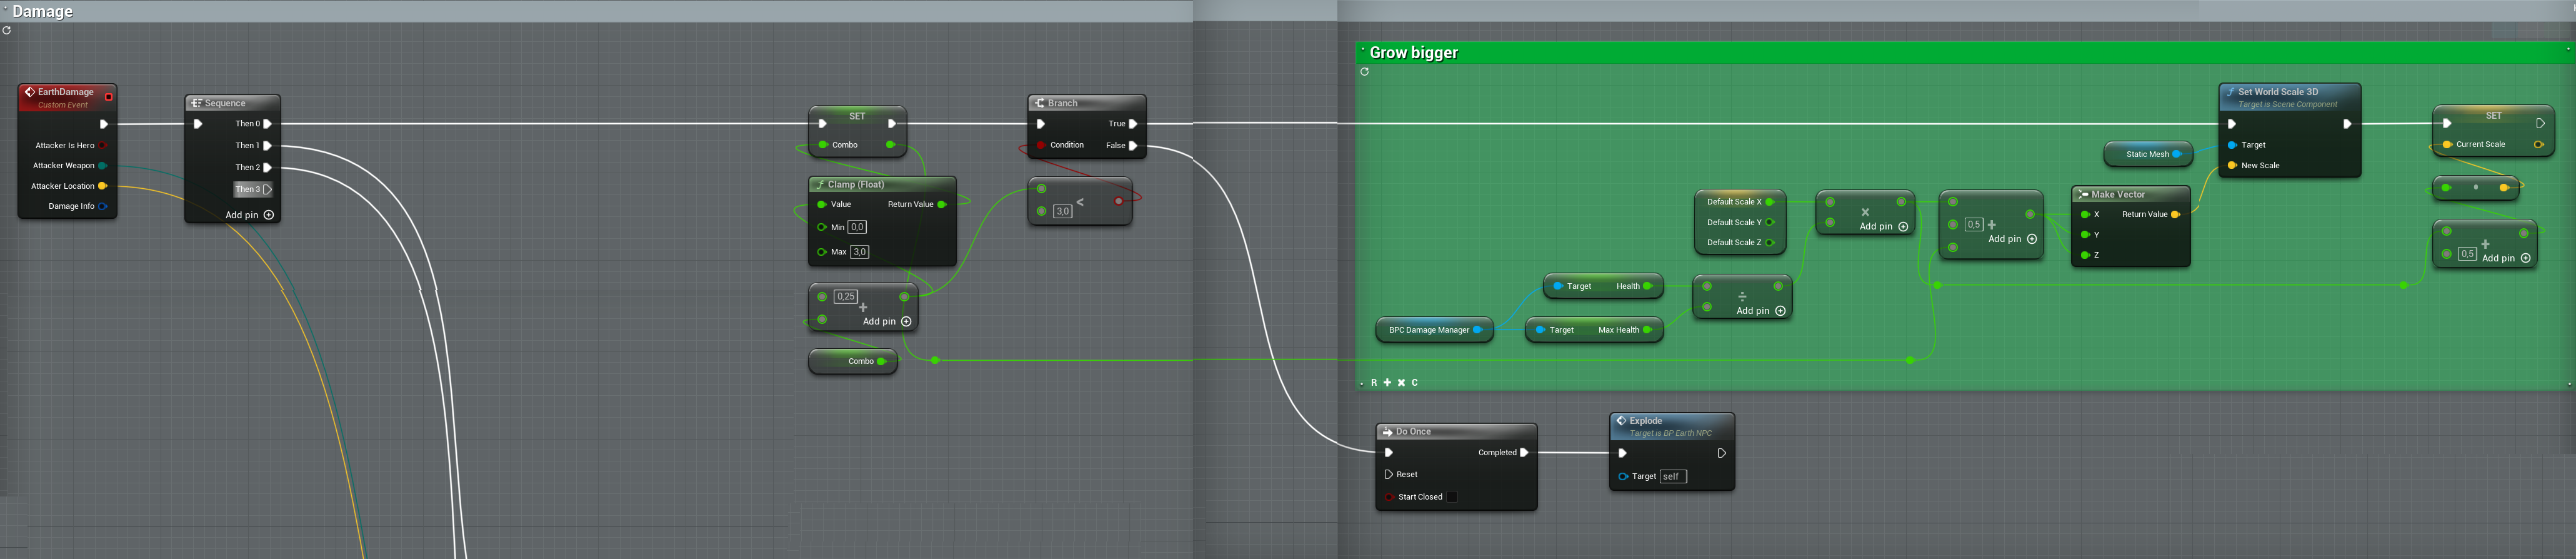 Damage
EarthDamage
Custom Event
Attacker Is Hero
Attacker Weapon
Attacker Location
Damage Info
Sequence
Then 0
Then 1
Then 2
Then 3
Add pin
SET
Combo
Clamp (Float)
Value
Return Value
Min 0,0
Max 3,0
0,25
+
Add pin
Combo
Branch
True
Condition
False
<
3,0
Grow bigger
BPC Damage Manager
Target Health
Target Max Health
÷
Add pin
Default Scale X
Default Scale Y
Default Scale Z
×
Add pin
0,5 +
Add pin
Make Vector
X Return Value
Y
Z
Static Mesh
Set World Scale 3D
Target is Scene Component
Target
New Scale
SET
Current Scale
+
0,5
Add pin
R + × C
Do Once
Completed
Reset
Start Closed
Explode
Target is BP Earth NPC
Target self